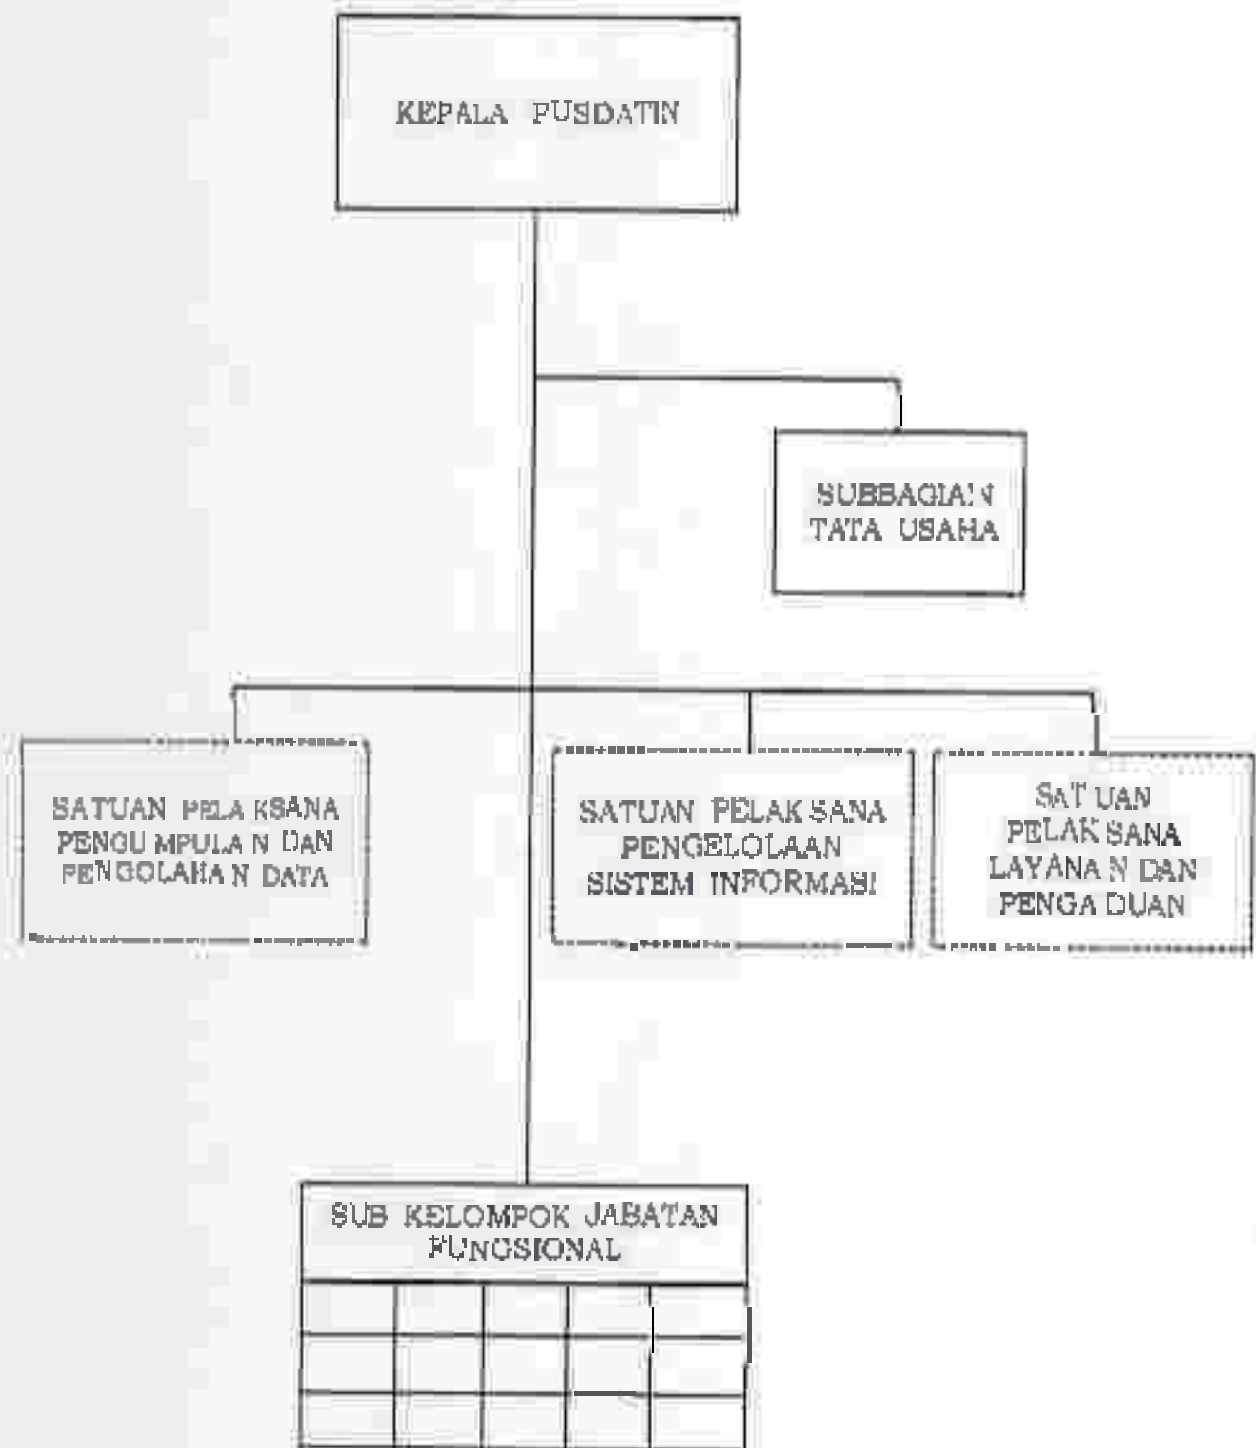 KEPALA PUSDATIN
SUBBAGIAN
TATA USAHA
SATUAN PELAKSANA
PENGUMPULAN DAN
PENGOLAHAN DATA
SATUAN PELAKSANA
PENGELOLAAN
SISTEM INFORMASI
SATUAN
PELAKSANA
LAYANAN DAN
PENGADUAN
SUB KELOMPOK JABATAN
FUNGSIONAL